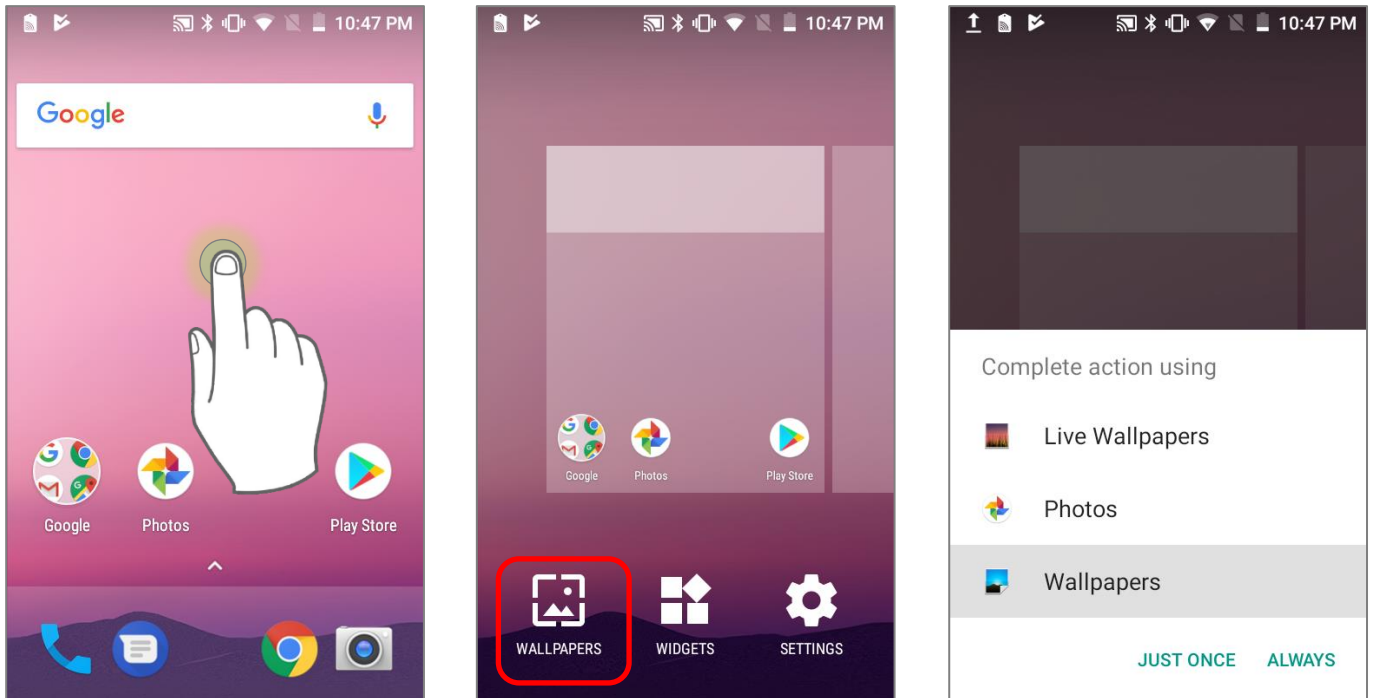 10:47 PM
Google
Google
Photos
Play Store
10:47 PM
Google
Photos
Play Store
WALLPAPERS
WIDGETS
SETTINGS
10:47 PM
Complete action using
Live Wallpapers
Photos
Wallpapers
JUST ONCE ALWAYS